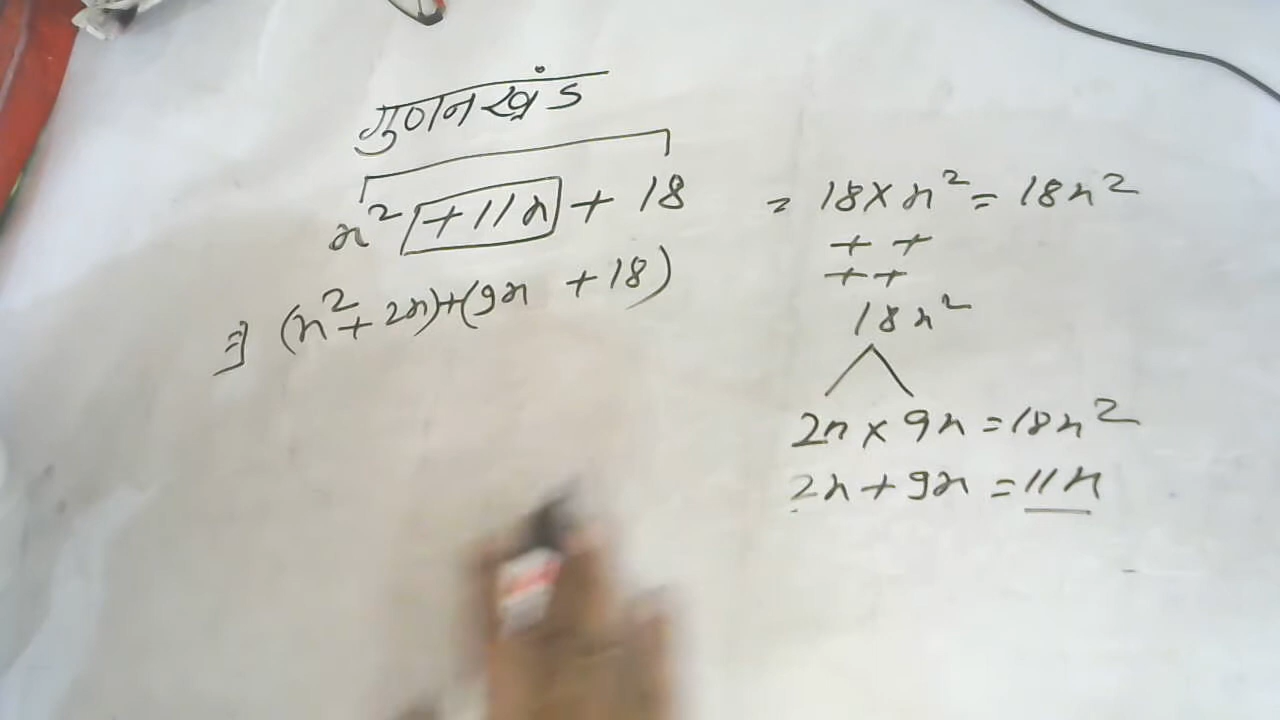 गुणनखंड
x² +11x + 18
⇒ (x² + 2x)+(9x +18)
= 18×x² = 18x²
+ +
+ +
18x²
2x × 9x = 18x²
2x + 9x = 11x